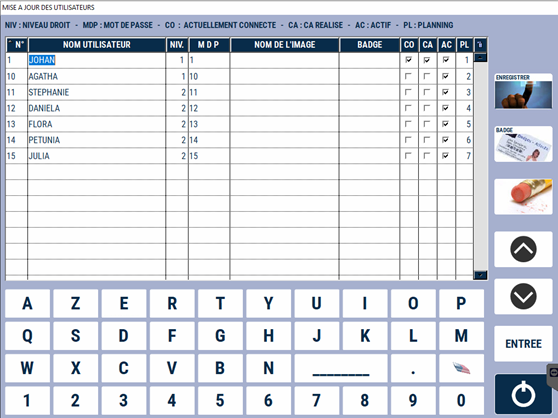 MISE A JOUR DES UTILISATEURS
NIV : NIVEAU DROIT - MDP : MOT DE PASSE - CO : ACTUELLEMENT CONNECTE - CA : CA REALISE - AC : ACTIF - PL : PLANNING
N° NOM UTILISATEUR NIV. M D P NOM DE L'IMAGE BADGE CO CA AC PL
1 JOHAN 1 1 1
10 AGATHA 1 10 2
11 STEPHANIE 2 11 3
12 DANIELA 2 12 4
13 FLORA 2 13 5
14 PETUNIA 2 14 6
15 JULIA 2 15 7
ENREGISTRER
BADGE
A Z E R T Y U I O P
Q S D F G H J K L M
W X C V B N ________ .
ENTREE
1 2 3 4 5 6 7 8 9 0